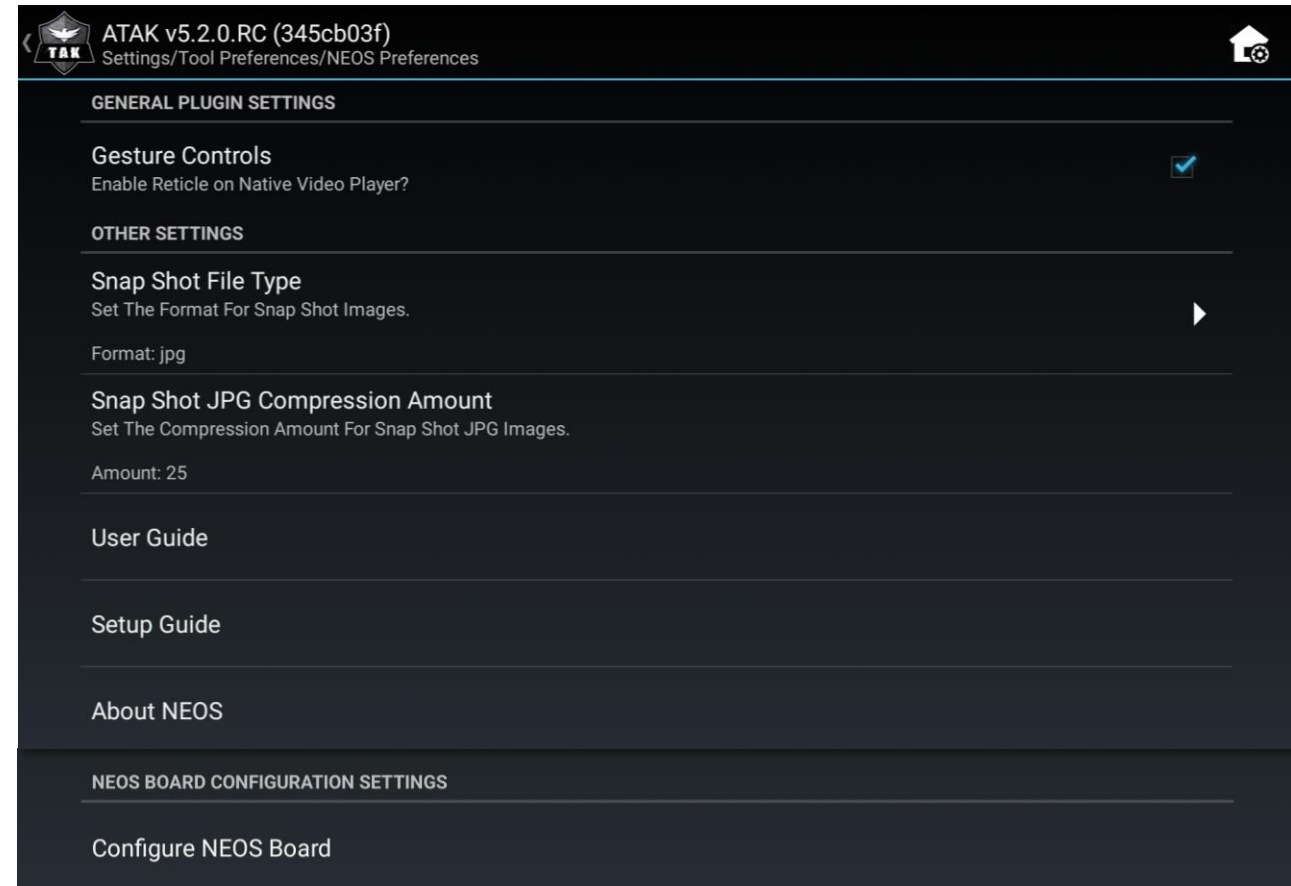 ATAK v5.2.0.RC (345cb03f)
TAK
Settings/Tool Preferences/NEOS Preferences
GENERAL PLUGIN SETTINGS
Gesture Controls
Enable Reticle on Native Video Player?
OTHER SETTINGS
Snap Shot File Type
Set The Format For Snap Shot Images.
Format: jpg
Snap Shot JPG Compression Amount
Set The Compression Amount For Snap Shot JPG Images.
Amount: 25
User Guide
Setup Guide
About NEOS
NEOS BOARD CONFIGURATION SETTINGS
Configure NEOS Board